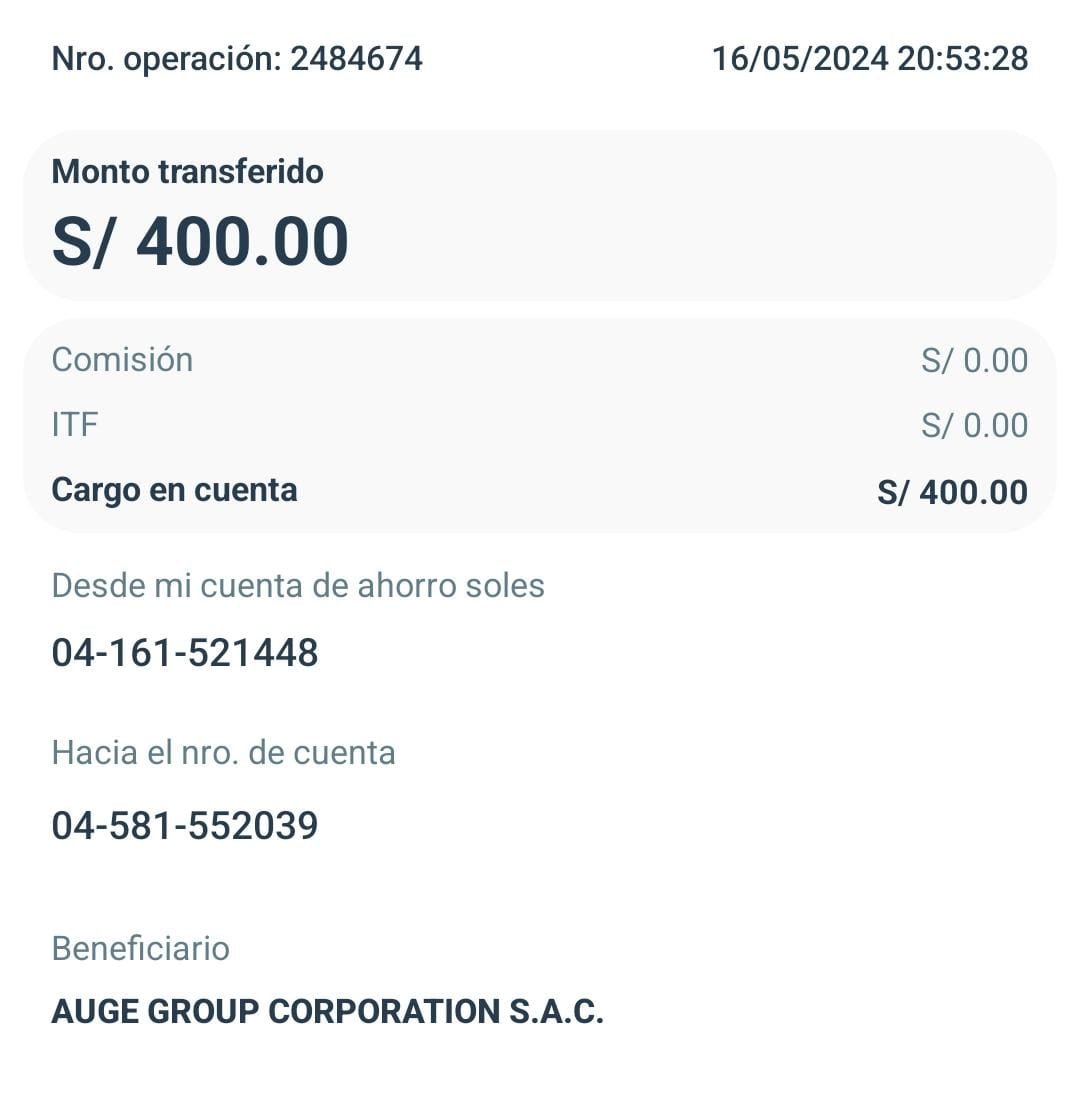 Nro. operación: 2484674 16/05/2024 20:53:28
Monto transferido
S/ 400.00
Comisión S/ 0.00
ITF S/ 0.00
Cargo en cuenta S/ 400.00
Desde mi cuenta de ahorro soles
04-161-521448
Hacia el nro. de cuenta
04-581-552039
Beneficiario
AUGE GROUP CORPORATION S.A.C.